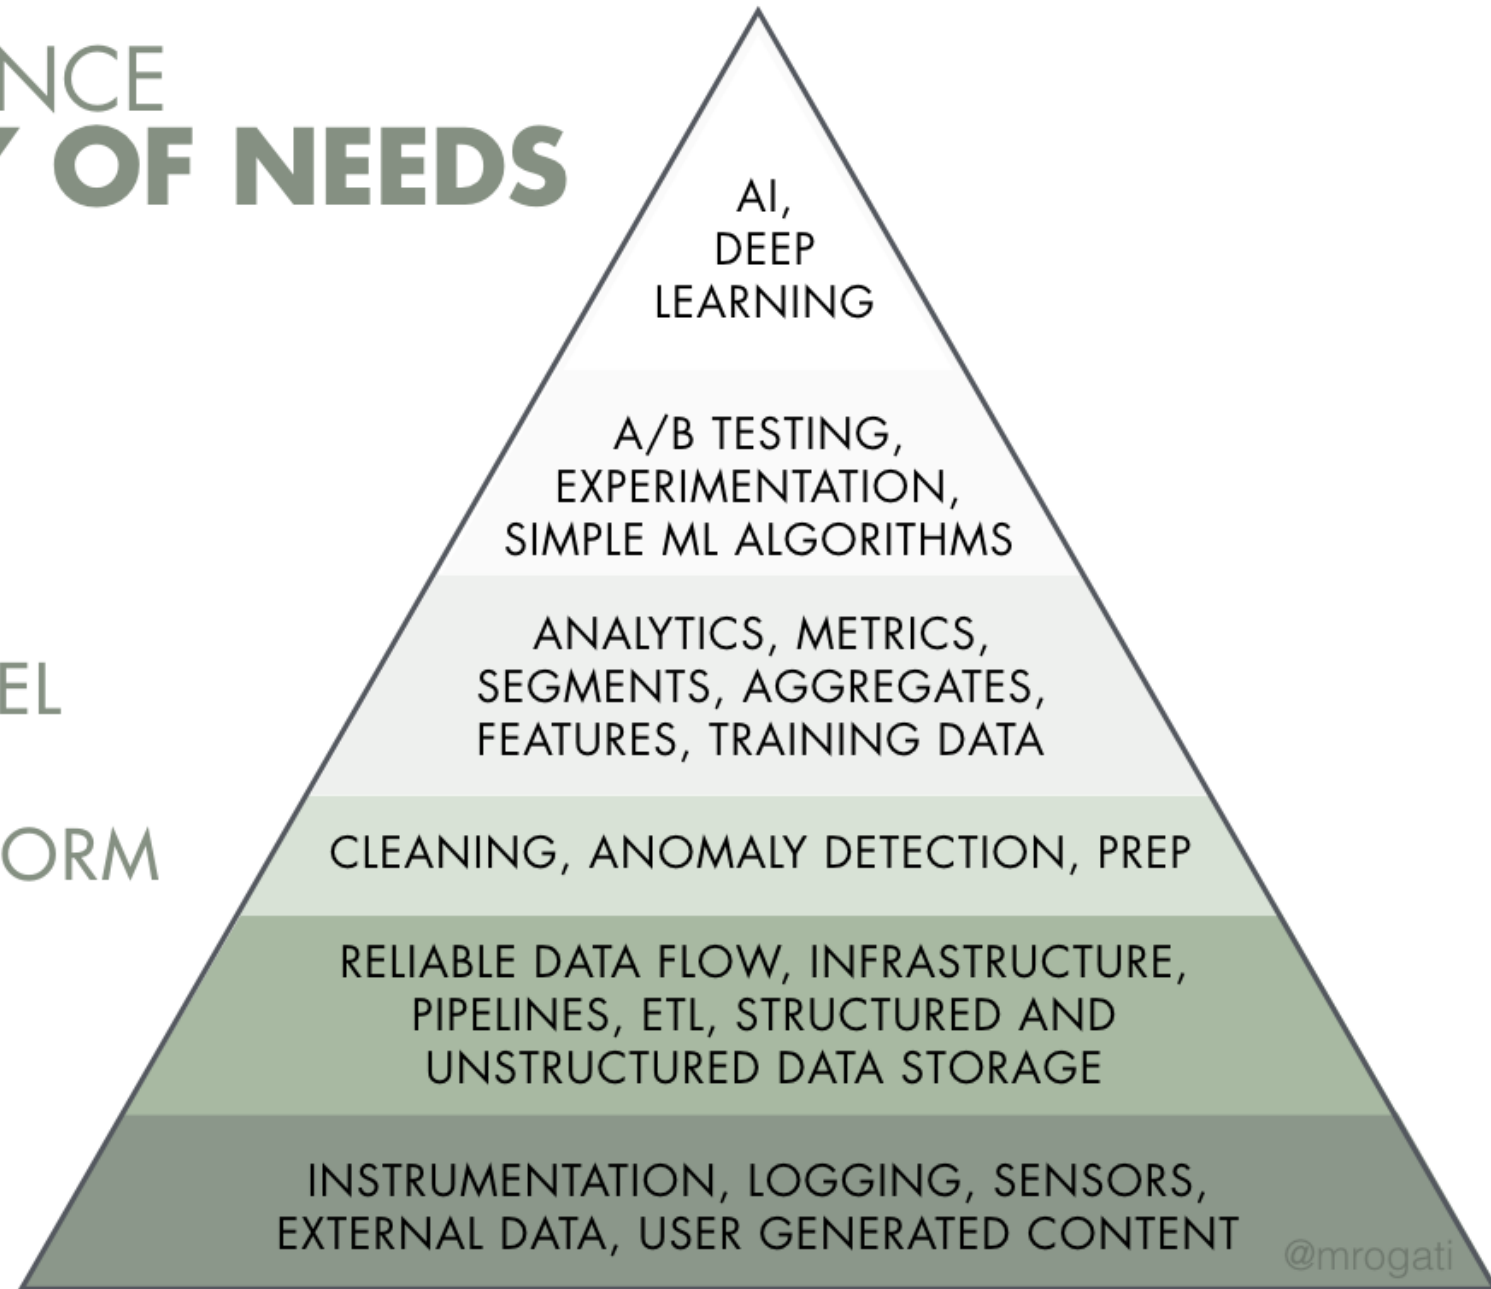 NCE
Y OF NEEDS
AI,
DEEP
LEARNING
A/B TESTING,
EXPERIMENTATION,
SIMPLE ML ALGORITHMS
EL
ANALYTICS, METRICS,
SEGMENTS, AGGREGATES,
FEATURES, TRAINING DATA
ORM
CLEANING, ANOMALY DETECTION, PREP
RELIABLE DATA FLOW, INFRASTRUCTURE,
PIPELINES, ETL, STRUCTURED AND
UNSTRUCTURED DATA STORAGE
INSTRUMENTATION, LOGGING, SENSORS,
EXTERNAL DATA, USER GENERATED CONTENT
@mrogati